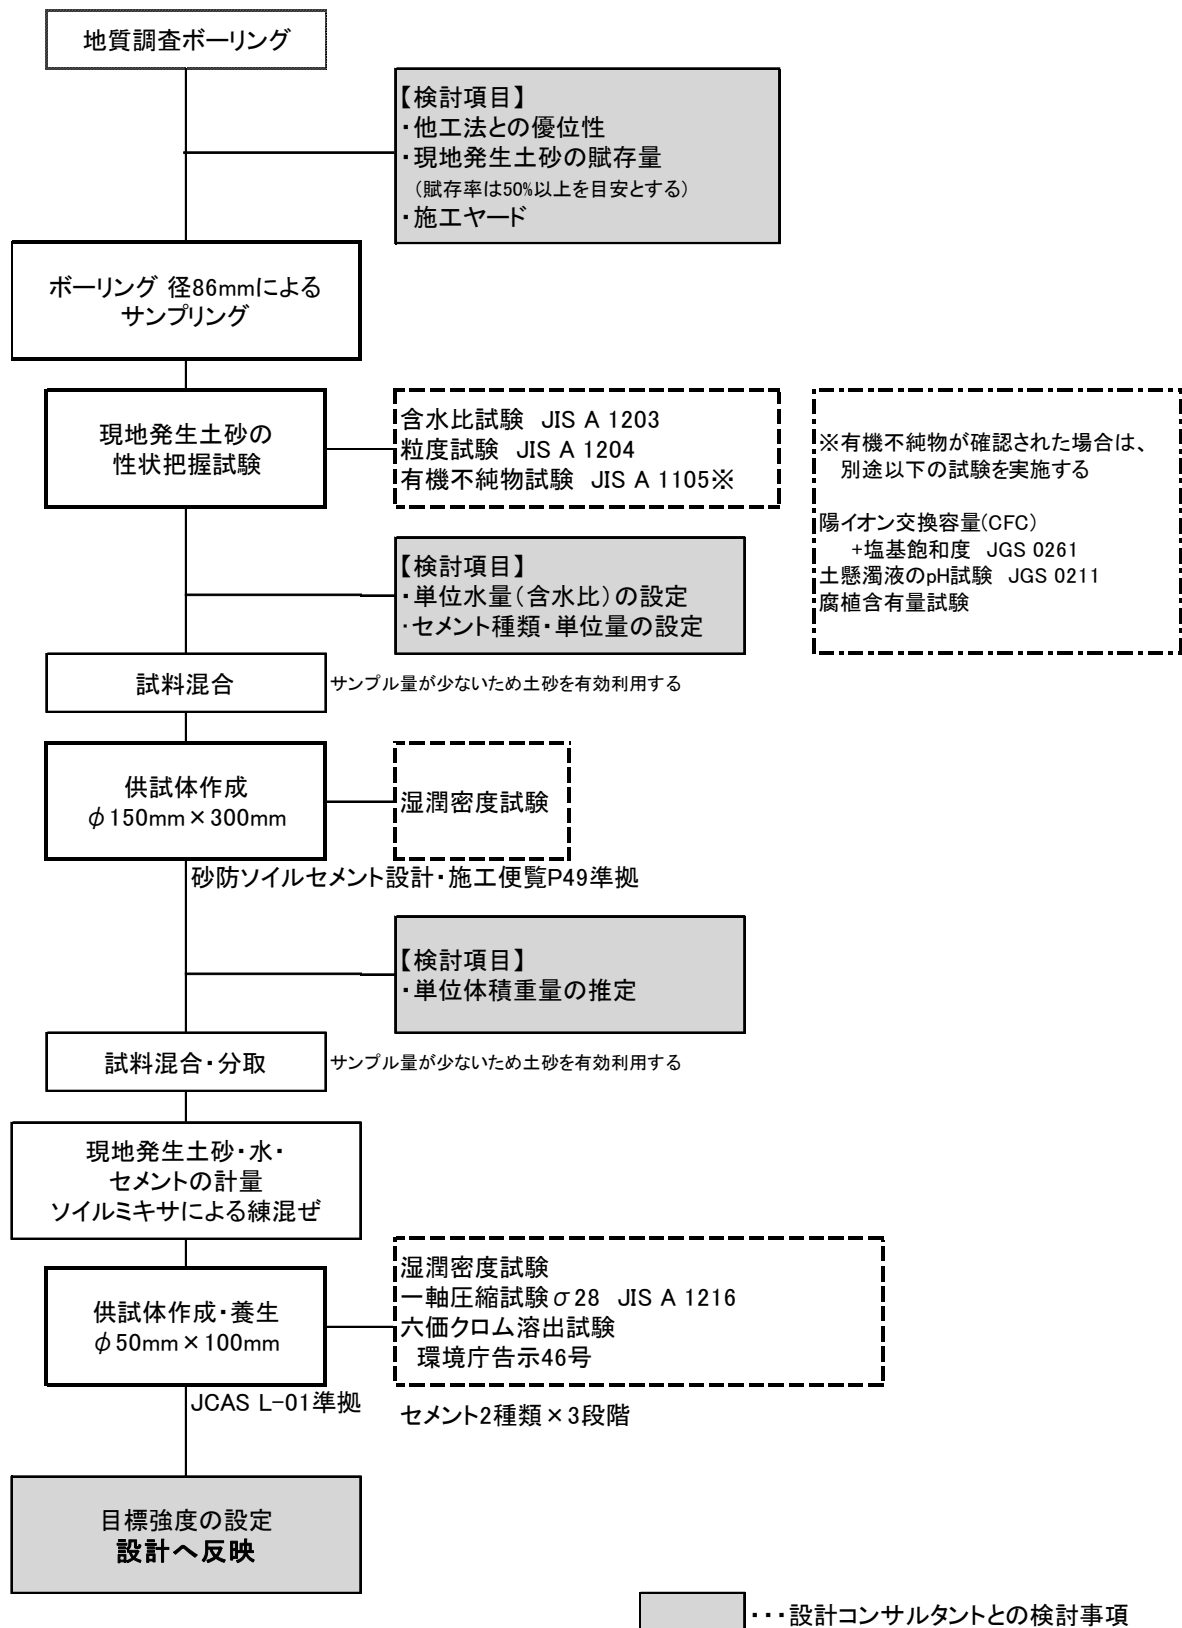 地質調査ボーリング
【検討項目】
・他工法との優位性
・現地発生土砂の賦存量
（賦存率は50%以上を目安とする）
・施工ヤード
ボーリング 径86mmによる
サンプリング
現地発生土砂の
性状把握試験
含水比試験 JIS A 1203
粒度試験 JIS A 1204
有機不純物試験 JIS A 1105※
※有機不純物が確認された場合は、
別途以下の試験を実施する
陽イオン交換容量(CFC)
+塩基飽和度 JGS 0261
土懸濁液のpH試験 JGS 0211
腐植含有量試験
【検討項目】
・単位水量（含水比）の設定
・セメント種類・単位量の設定
試料混合
サンプル量が少ないため土砂を有効利用する
供試体作成
φ150mm×300mm
湿潤密度試験
砂防ソイルセメント設計・施工便覧P49準拠
【検討項目】
・単位体積重量の推定
試料混合・分取
サンプル量が少ないため土砂を有効利用する
現地発生土砂・水・
セメントの計量
ソイルミキサによる練混ぜ
供試体作成・養生
φ50mm×100mm
湿潤密度試験
一軸圧縮試験σ28 JIS A 1216
六価クロム溶出試験
環境庁告示46号
JCAS L-01準拠
セメント2種類×3段階
目標強度の設定
設計へ反映
・・・設計コンサルタントとの検討事項